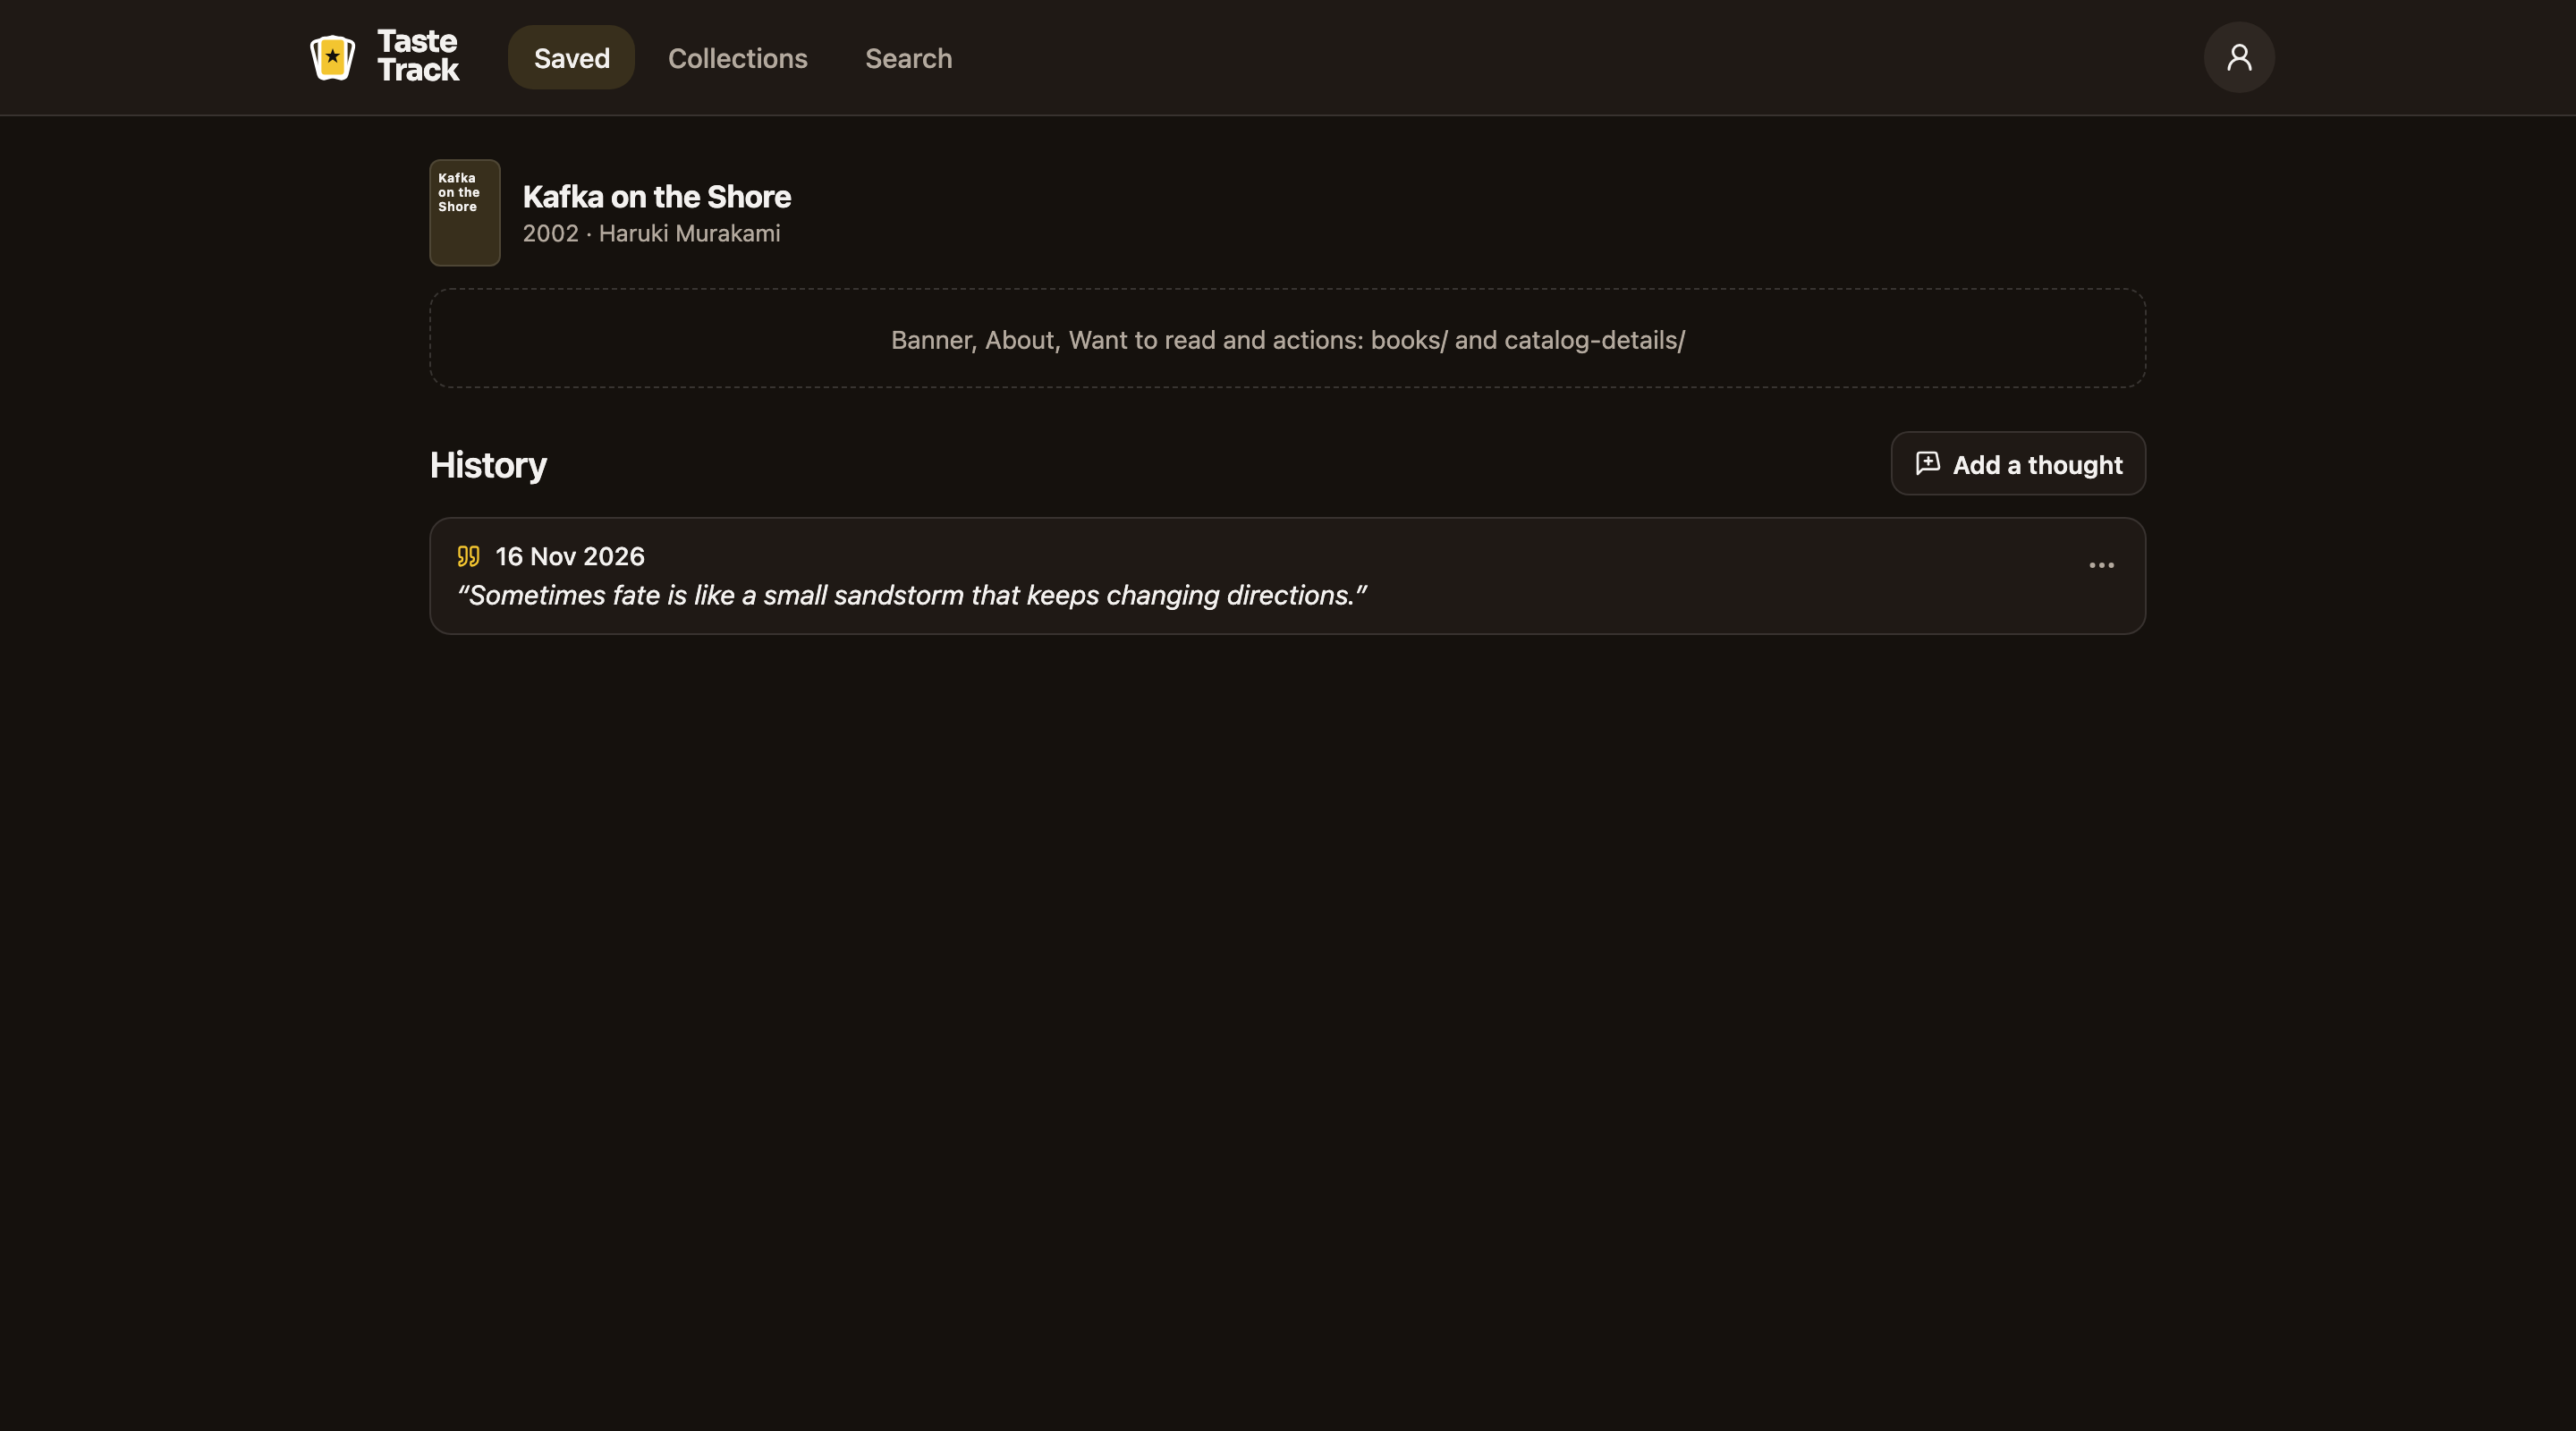 Taste
Track
Saved
Collections
Search
Kafka
on the
Shore
Kafka on the Shore
2002 · Haruki Murakami
Banner, About, Want to read and actions: books/ and catalog-details/
History
Add a thought
16 Nov 2026
“Sometimes fate is like a small sandstorm that keeps changing directions.”